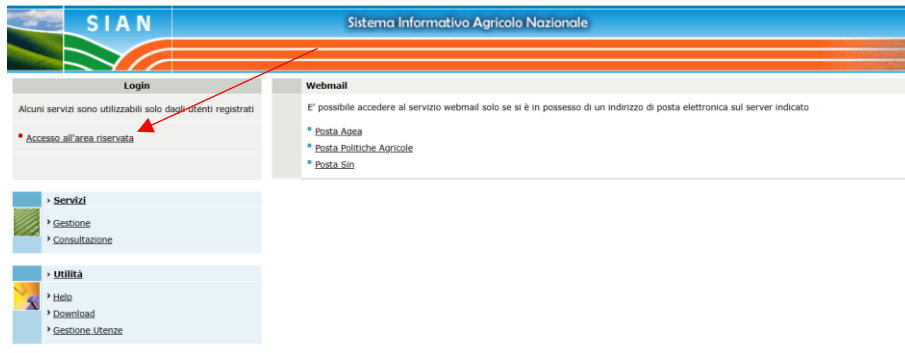 SIAN
Sistema Informativo Agricolo Nazionale
Login
Alcuni servizi sono utilizzabili solo dagli utenti registrati
Accesso all'area riservata
Webmail
E' possibile accedere al servizio webmail solo se si è in possesso di un indirizzo di posta elettronica sul server indicato
Posta Agea
Posta Politiche Agricole
Posta Sin
› Servizi
Gestione
Consultazione
› Utilità
Help
Download
Gestione Utenze